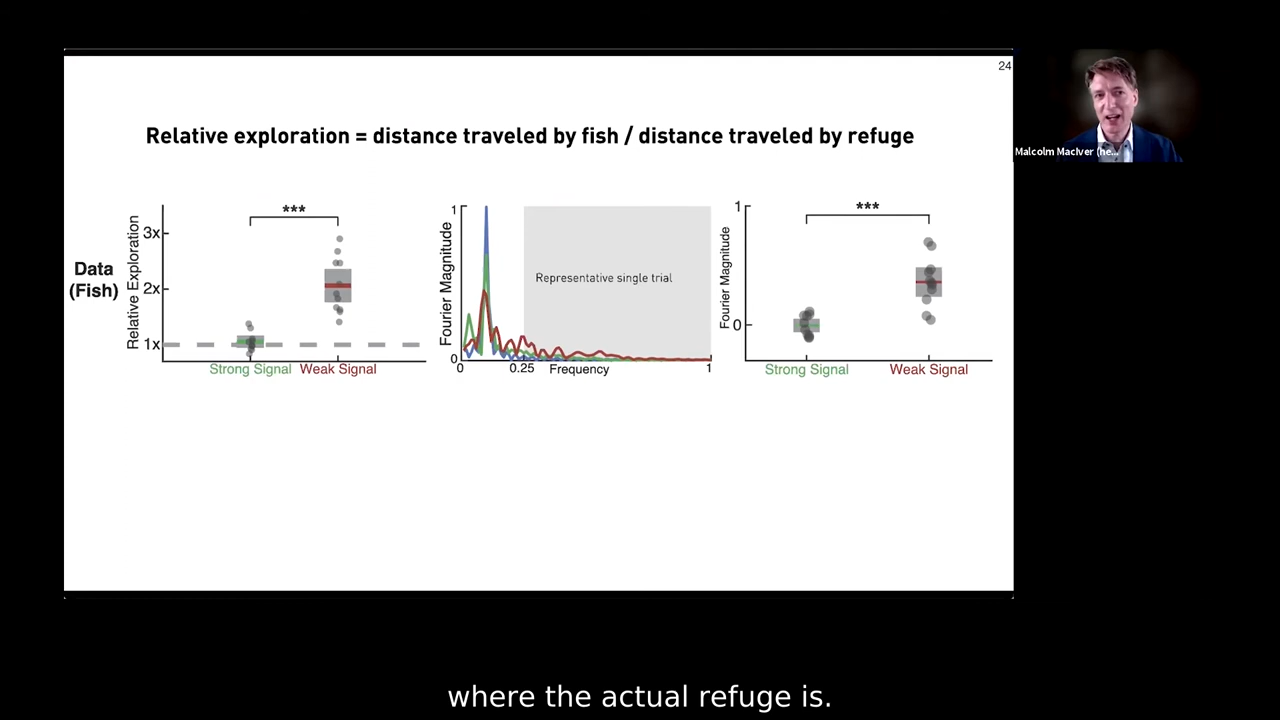 24
Relative exploration = distance traveled by fish / distance traveled by refuge
Malcolm MacIver (he...
Data
(Fish)
Relative Exploration
3x
2x
1x
***
Strong Signal
Weak Signal
Fourier Magnitude
1
0
Representative single trial
0
0.25
Frequency
1
Fourier Magnitude
1
0
***
Strong Signal
Weak Signal
where the actual refuge is.